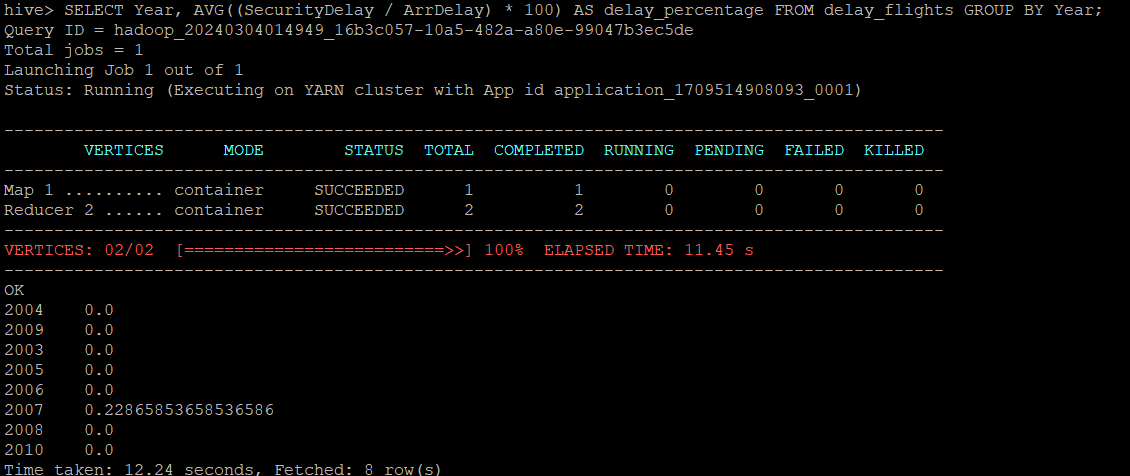 hive> SELECT Year, AVG((SecurityDelay / ArrDelay) * 100) AS delay_percentage FROM delay_flights GROUP BY Year;
Query ID = hadoop_20240304014949_16b3c057-10a5-482a-a80e-99047b3ec5de
Total jobs = 1
Launching Job 1 out of 1
Status: Running (Executing on YARN cluster with App id application_1709514908093_0001)
----------------------------------------------------------------------------------------------
        VERTICES      MODE        STATUS  TOTAL  COMPLETED  RUNNING  PENDING  FAILED  KILLED
----------------------------------------------------------------------------------------------
Map 1 .......... container     SUCCEEDED      1          1        0        0       0       0
Reducer 2 ...... container     SUCCEEDED      2          2        0        0       0       0
----------------------------------------------------------------------------------------------
VERTICES: 02/02  [==========================>>] 100%  ELAPSED TIME: 11.45 s
----------------------------------------------------------------------------------------------
OK
2004    0.0
2009    0.0
2003    0.0
2005    0.0
2006    0.0
2007    0.22865853658536586
2008    0.0
2010    0.0
Time taken: 12.24 seconds, Fetched: 8 row(s)